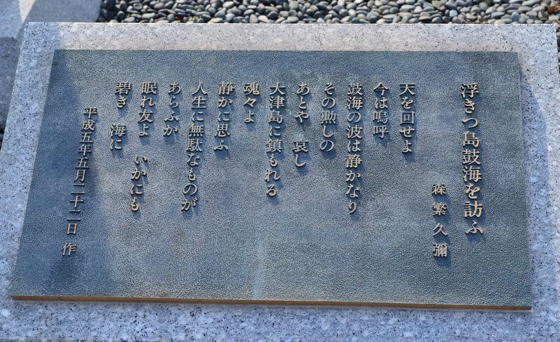 浮きつ島鼓海を訪ふ
森繁久彌
天を回せよ
今は嗚呼
鼓海の波は静かなり
その勲しの
あとや 哀し
大津島に鎮もれる
魂々よ
静かに思ふ
人生に無駄なものが
あらふか
眠れ友よ いかにも
碧き 海に
平成五年五月二十二日 作